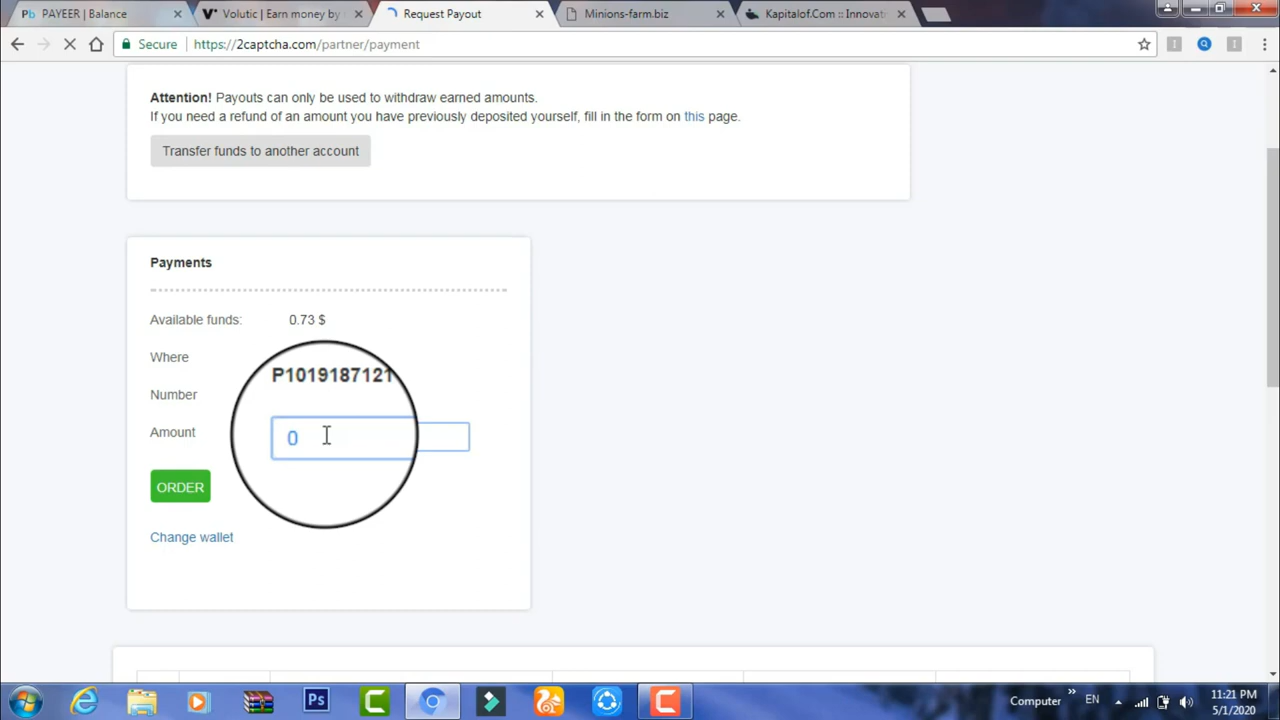 PAYEER | Balance
Volutic | Earn money by
Request Payout
Minions-farm.biz
Kapitalof.Com :: Innovat
Secure
https://2captcha.com/partner/payment
Attention! Payouts can only be used to withdraw earned amounts.
If you need a refund of an amount you have previously deposited yourself, fill in the form on this page.
Transfer funds to another account
Payments
Available funds: 0.73 $
Where
P1019187121
Number
Amount 0
ORDER
Change wallet
Computer » EN
11:21 PM
5/1/2020